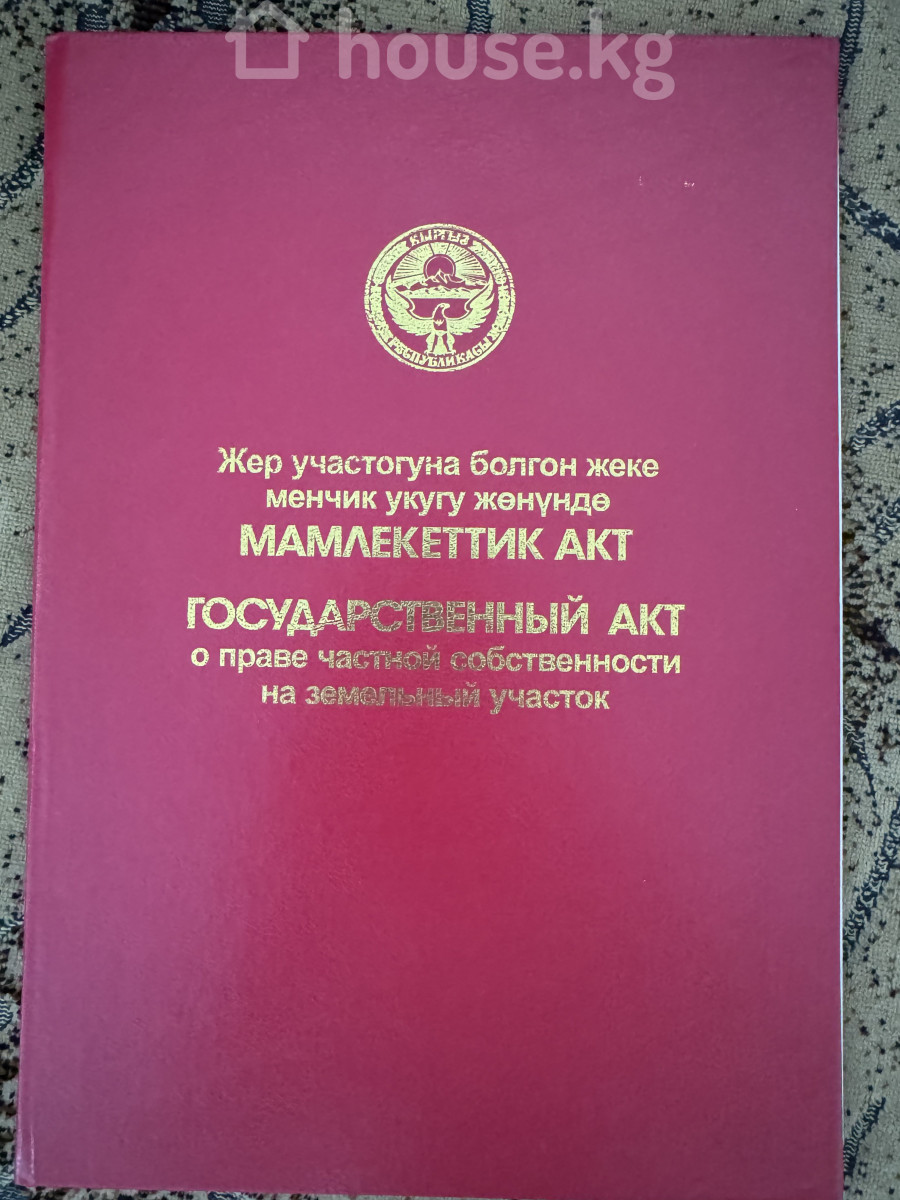 house.kg
КЫРГЫЗ
РЕСПУБЛИКАСЫ
Жер участогуна болгон жеке
менчик укугу жөнүндө
МАМЛЕКЕТТИК АКТ
ГОСУДАРСТВЕННЫЙ АКТ
о праве частной собственности
на земельный участок